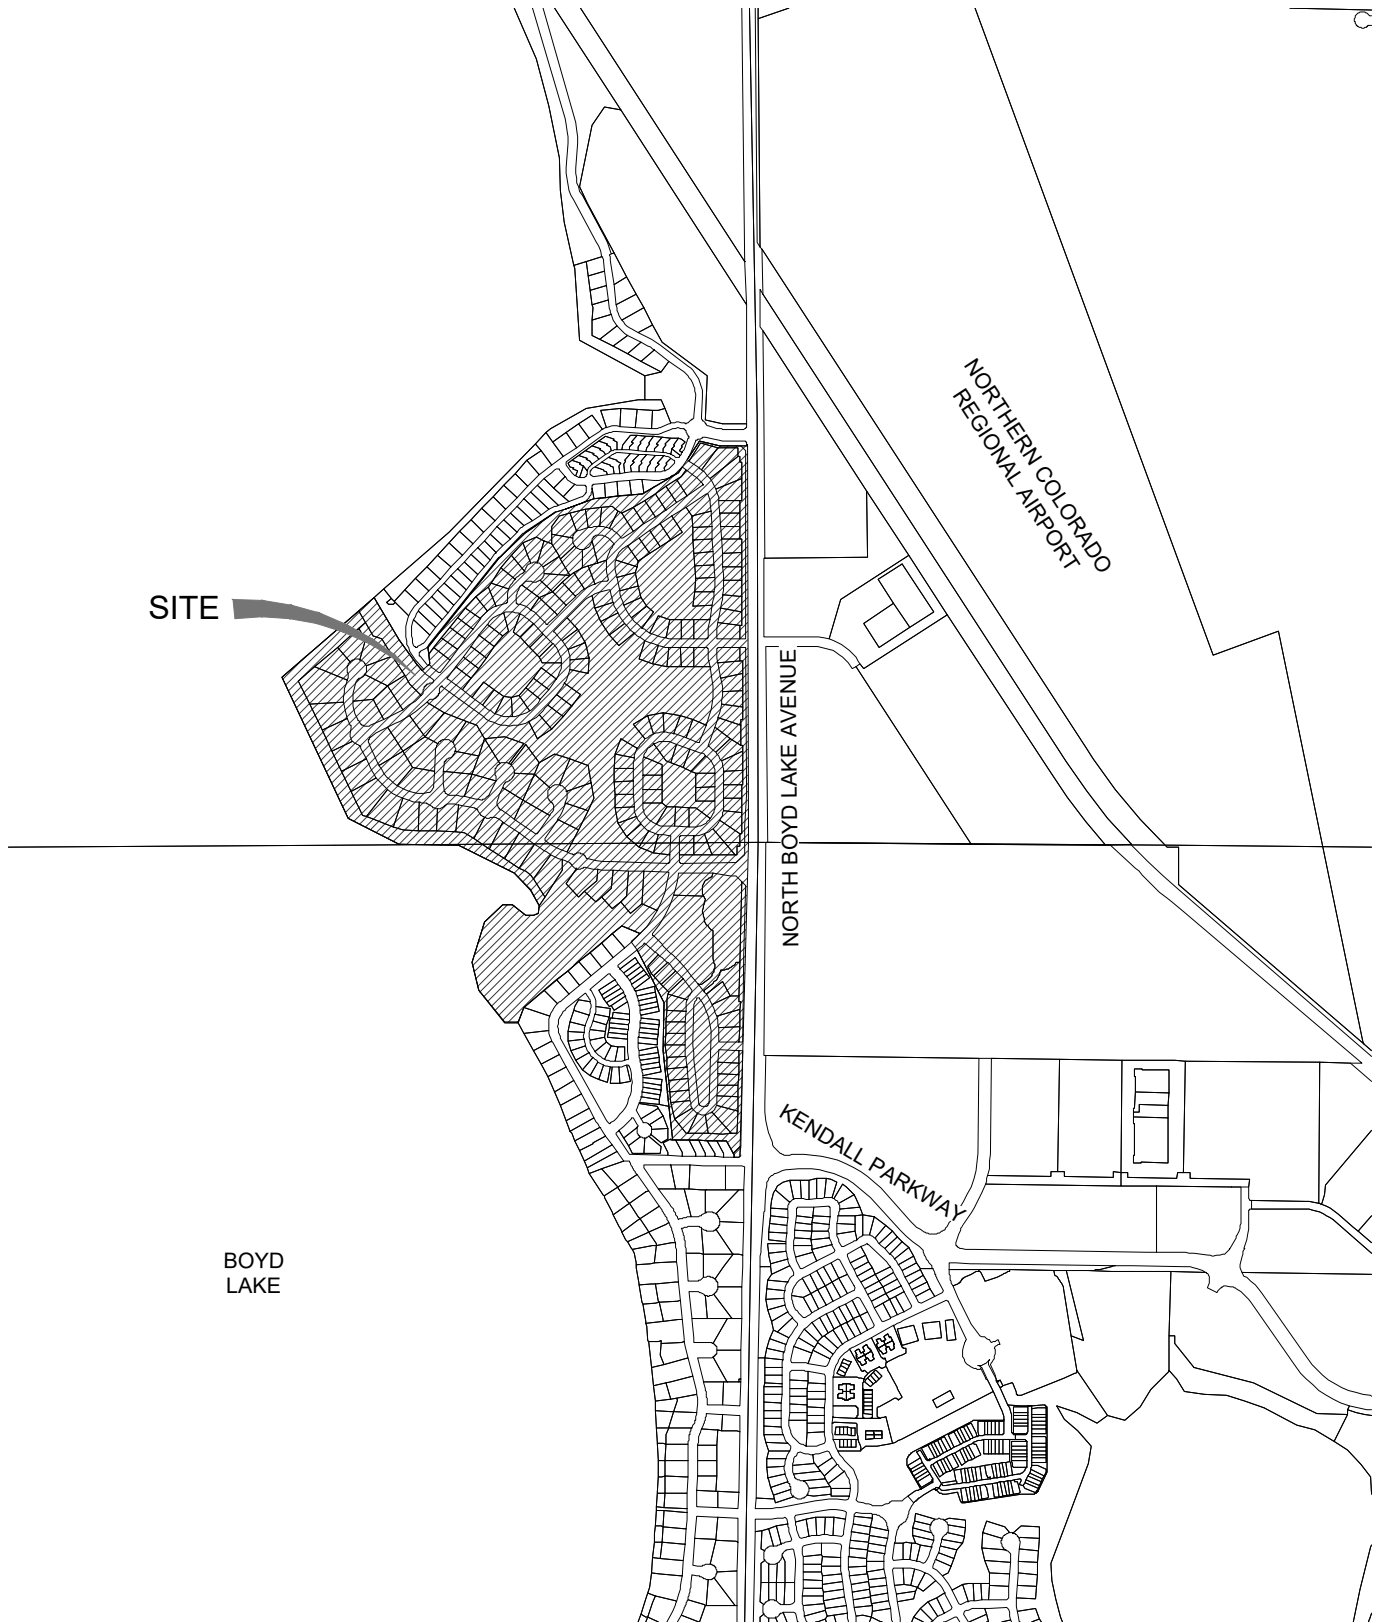 NORTHERN COLORADO
REGIONAL AIRPORT
SITE
NORTH BOYD LAKE AVENUE
KENDALL PARKWAY
BOYD
LAKE